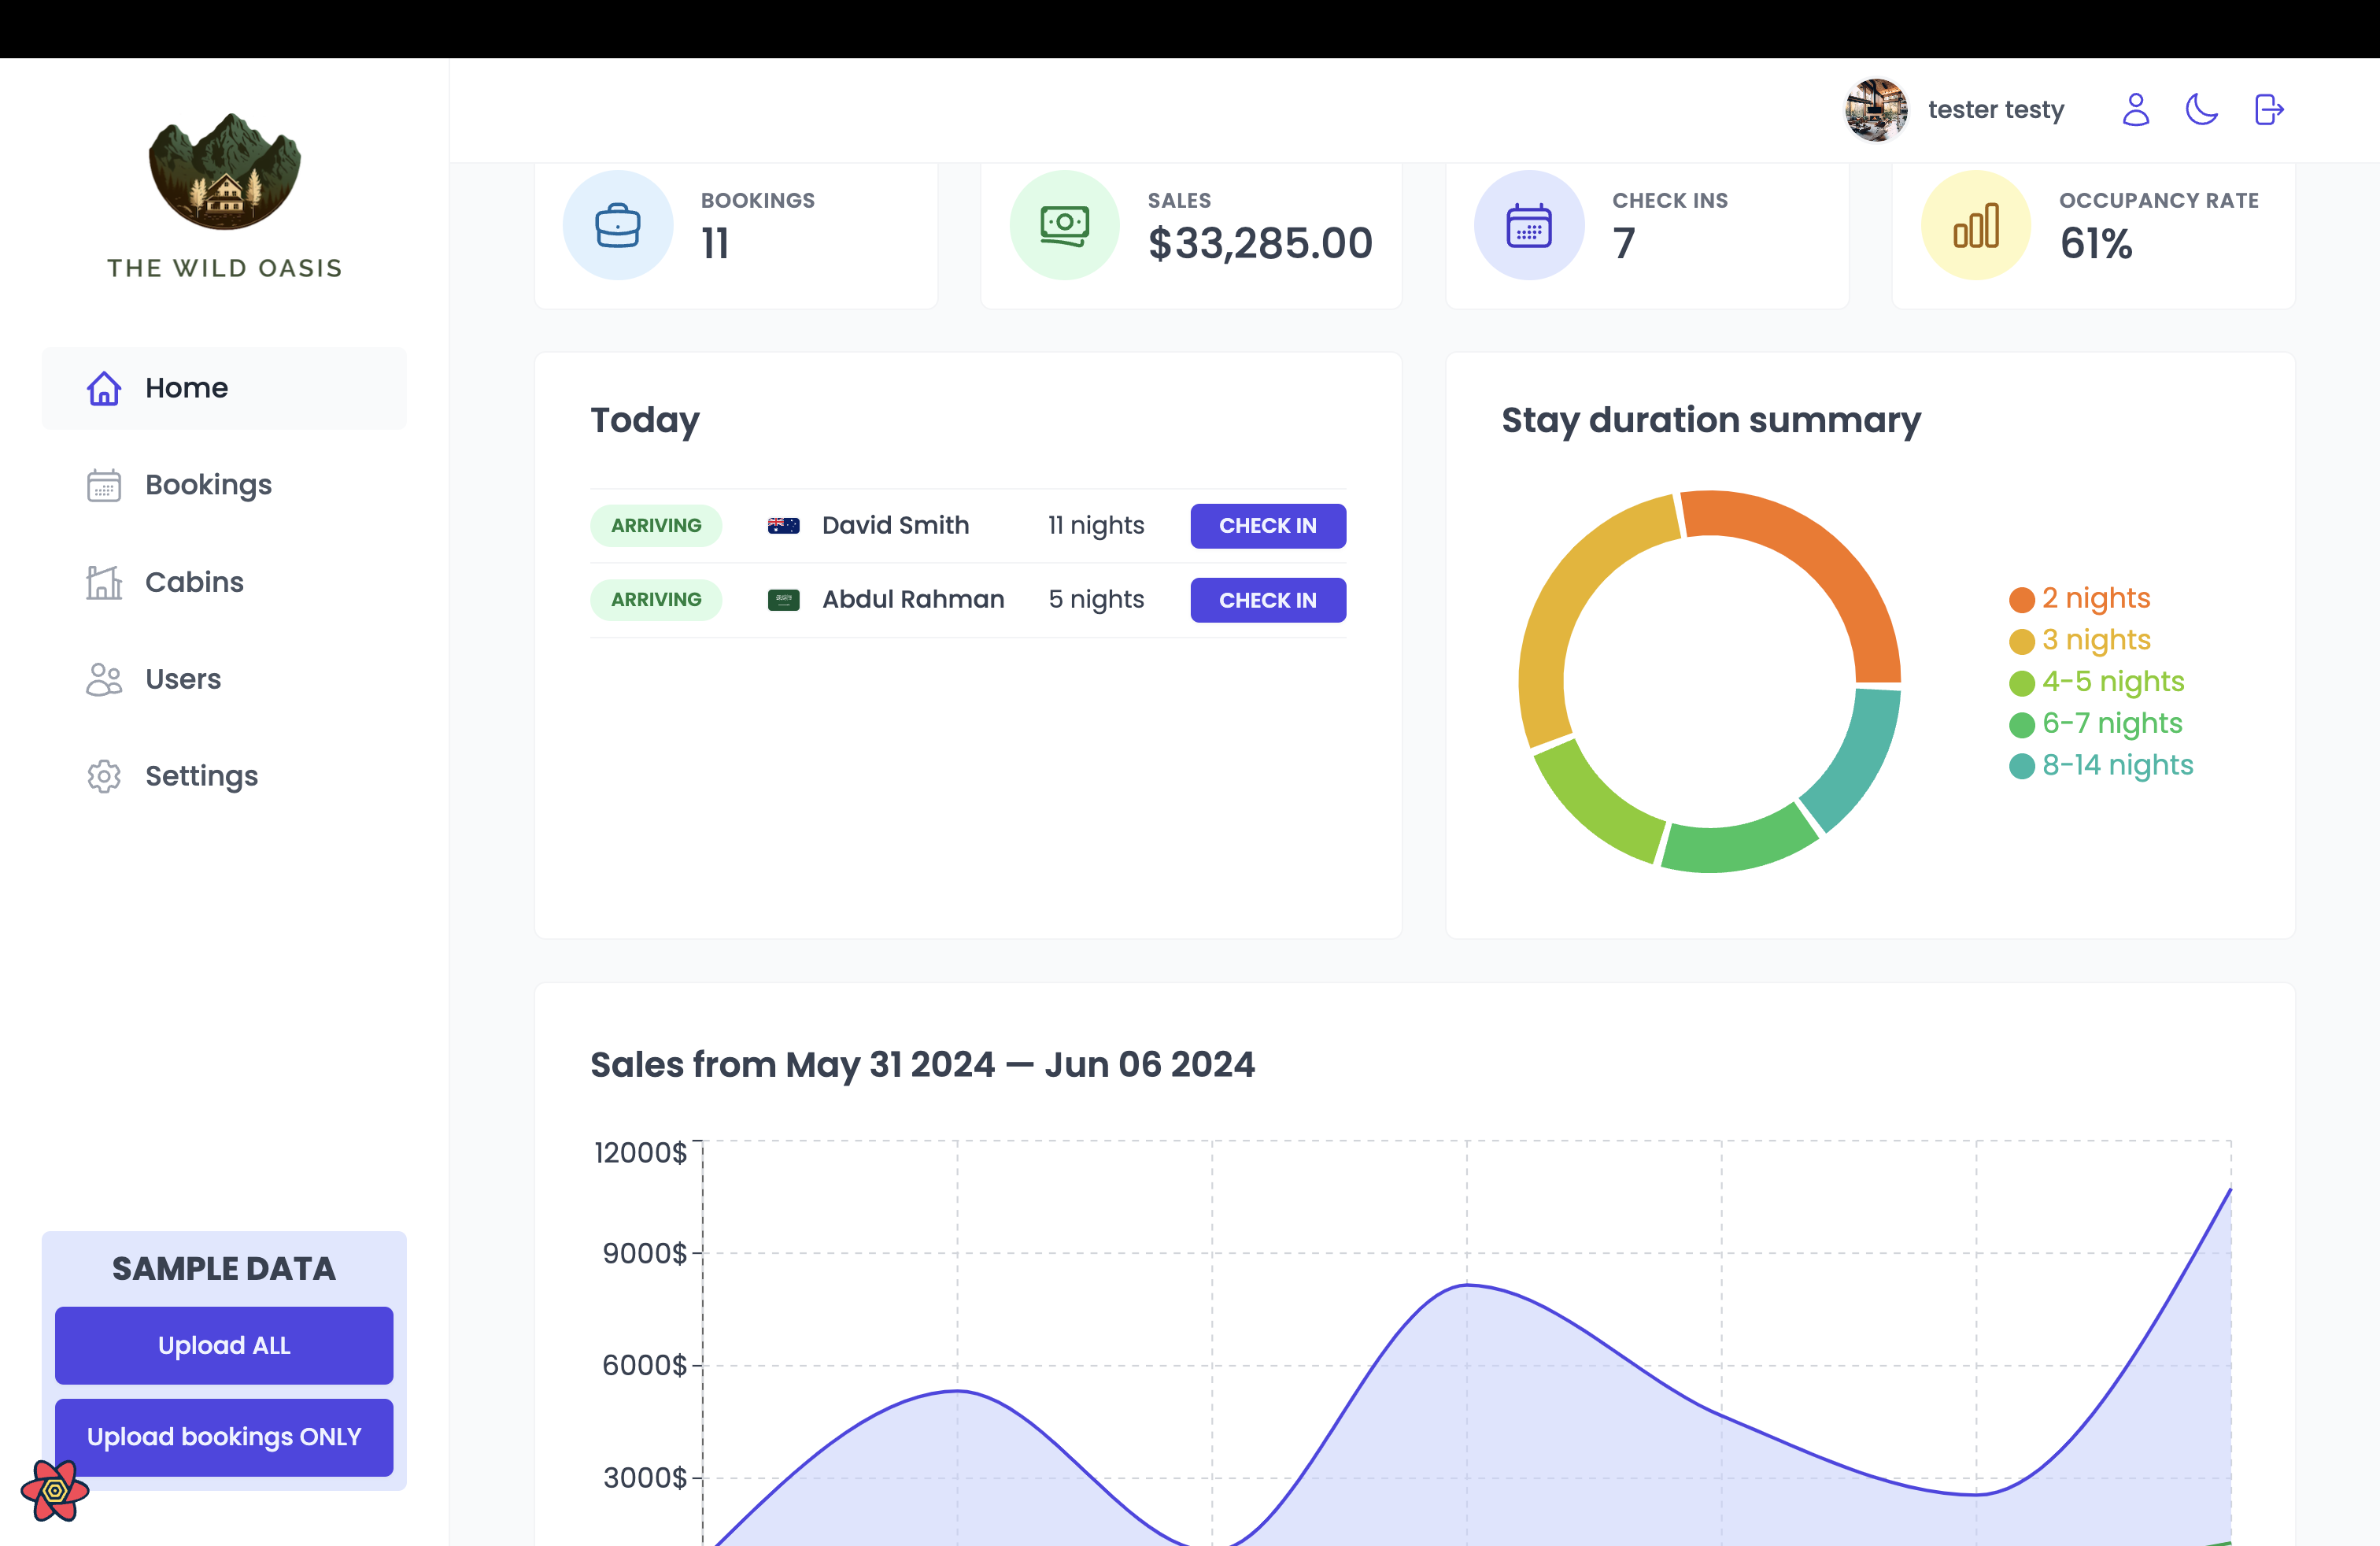 THE WILD OASIS
Home
Bookings
Cabins
Users
Settings
SAMPLE DATA
Upload ALL
Upload bookings ONLY
tester testy
BOOKINGS
11
SALES
$33,285.00
CHECK INS
7
OCCUPANCY RATE
61%
Today
ARRIVING David Smith 11 nights CHECK IN
ARRIVING Abdul Rahman 5 nights CHECK IN
Stay duration summary
2 nights
3 nights
4-5 nights
6-7 nights
8-14 nights
Sales from May 31 2024 — Jun 06 2024
12000$
9000$
6000$
3000$